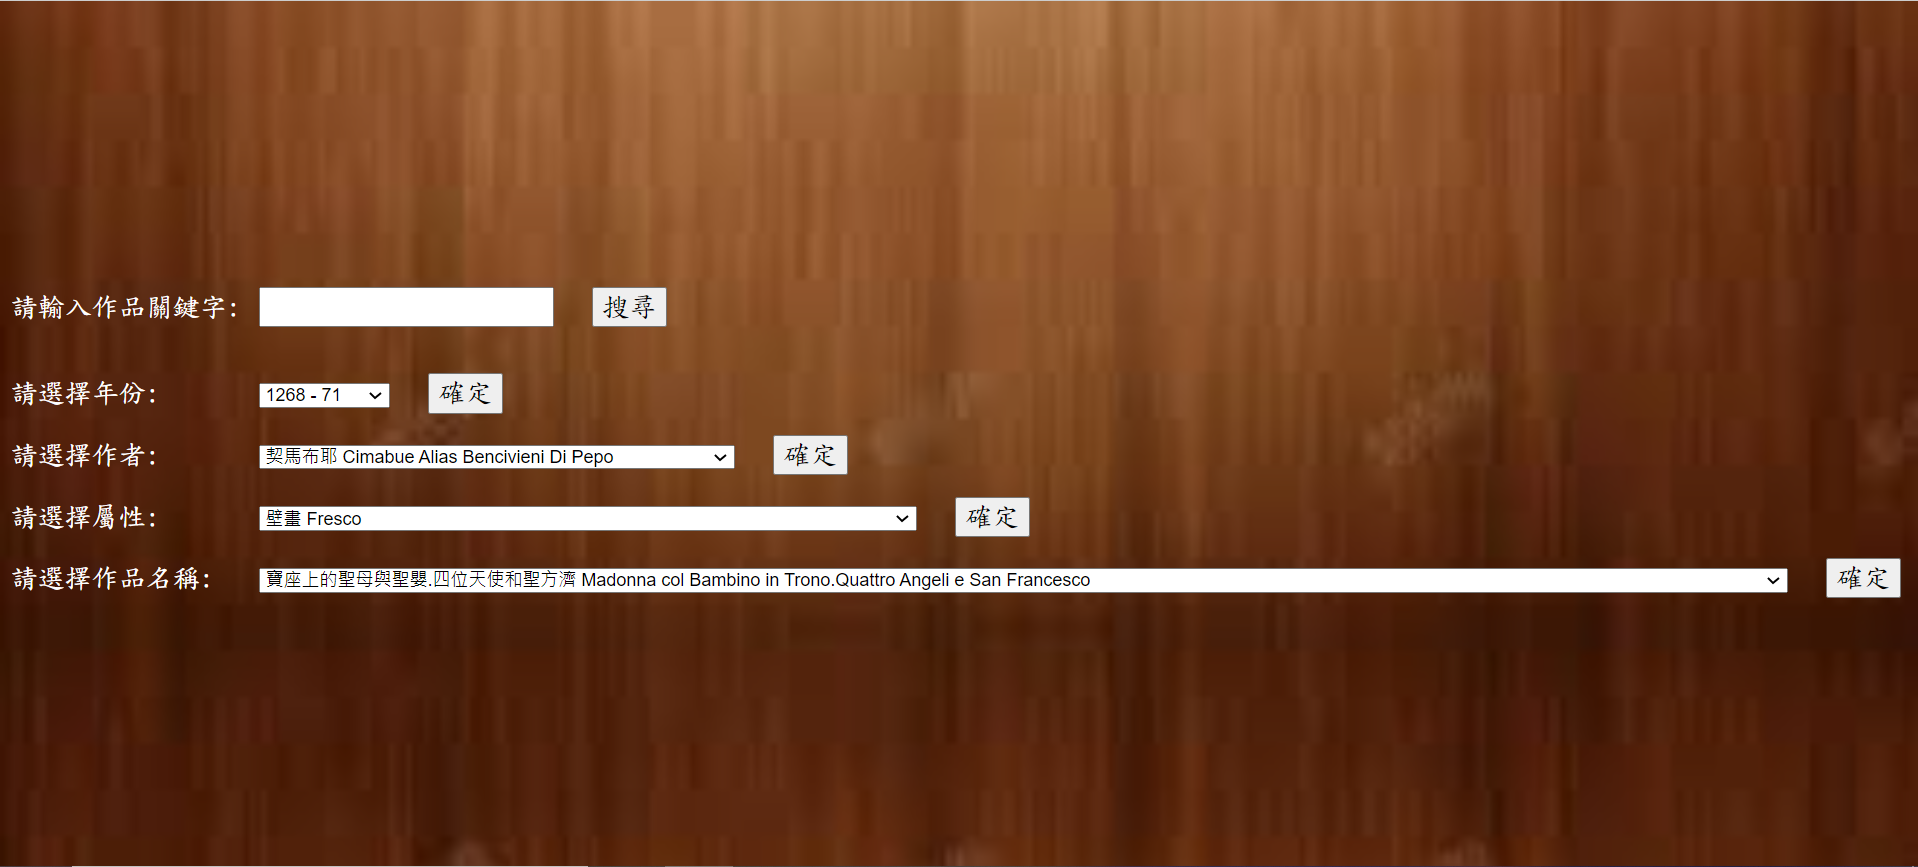 請輸入作品關鍵字： 搜尋
請選擇年份： 1268 - 71 確定
請選擇作者： 契馬布耶 Cimabue Alias Bencivieni Di Pepo 確定
請選擇屬性： 壁畫 Fresco 確定
請選擇作品名稱： 寶座上的聖母與聖嬰.四位天使和聖方濟 Madonna col Bambino in Trono.Quattro Angeli e San Francesco 確定